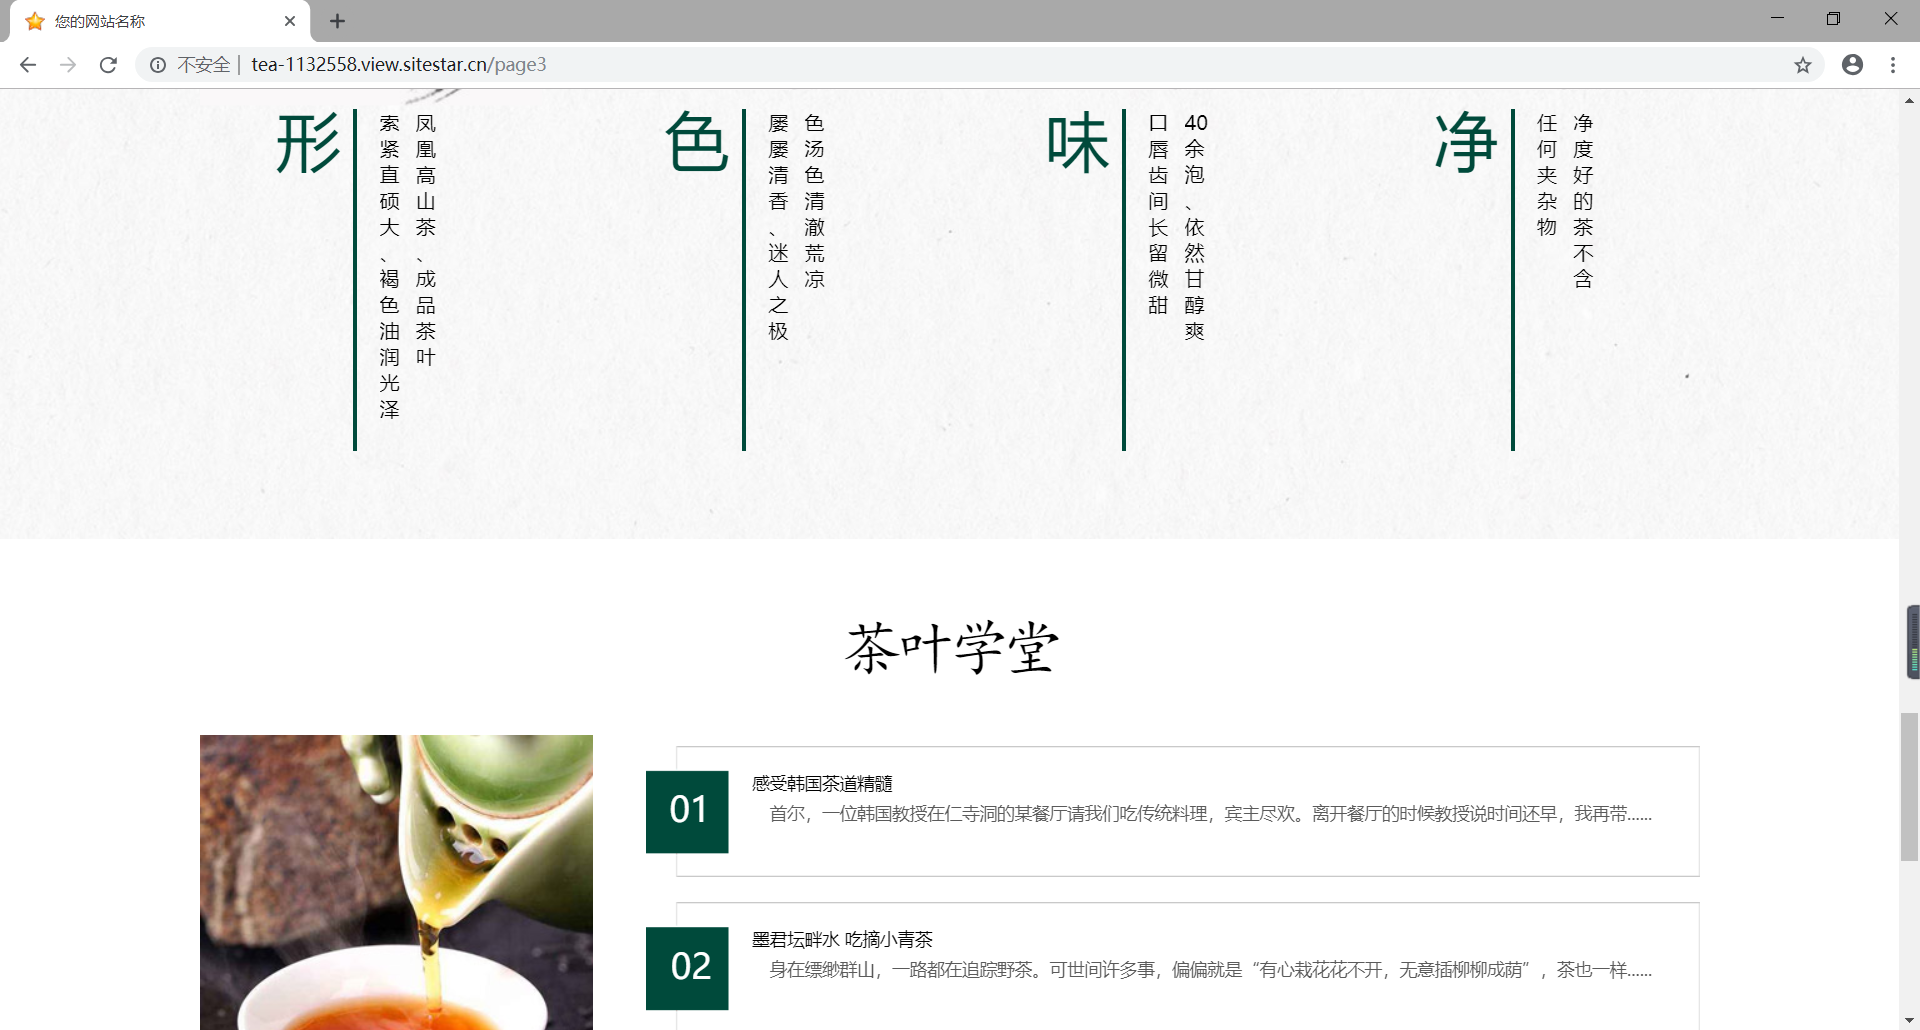 您的网站名称
不安全 | tea-1132558.view.sitestar.cn/page3
形
凤凰高山茶、成品茶叶
索紧直硕大、褐色油润光泽
色
色汤色清澈荒凉
屡屡清香、迷人之极
味
40余泡、依然甘醇爽
口唇齿间长留微甜
净
净度好的茶不含
任何夹杂物
茶叶学堂
01
感受韩国茶道精髓
首尔，一位韩国教授在仁寺洞的某餐厅请我们吃传统料理，宾主尽欢。离开餐厅的时候教授说时间还早，我再带......
02
墨君坛畔水 吃摘小青茶
身在缥缈群山，一路都在追踪野茶。可世间许多事，偏偏就是“有心栽花花不开，无意插柳柳成荫”，茶也一样......